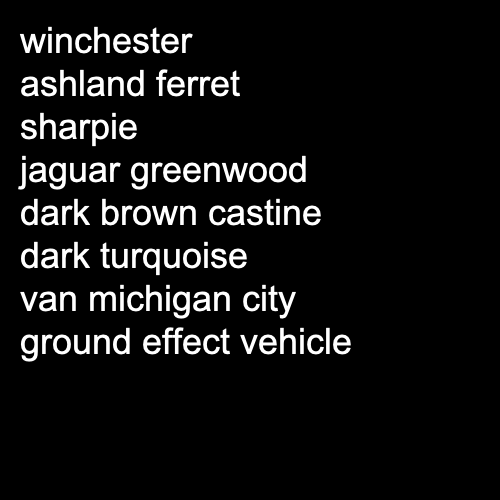 winchester
ashland ferret
sharpie
jaguar greenwood
dark brown castine
dark turquoise
van michigan city
ground effect vehicle